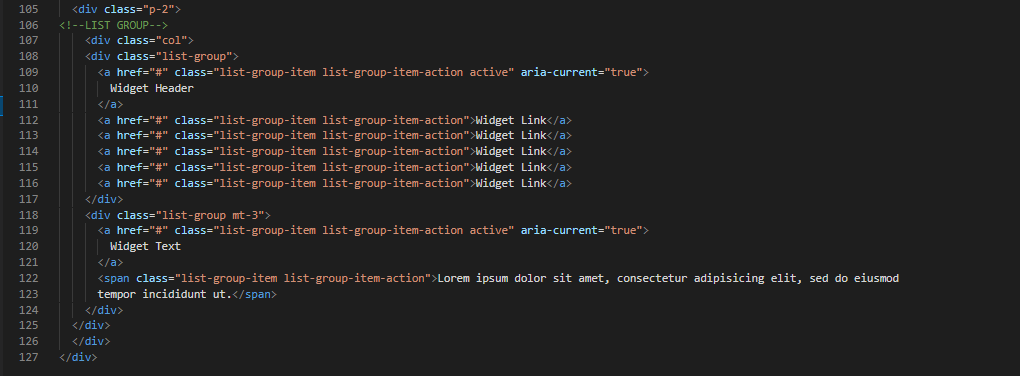 105 <div class="p-2">
106 <!--LIST GROUP-->
107 <div class="col">
108 <div class="list-group">
109 <a href="#" class="list-group-item list-group-item-action active" aria-current="true">
110 Widget Header
111 </a>
112 <a href="#" class="list-group-item list-group-item-action">Widget Link</a>
113 <a href="#" class="list-group-item list-group-item-action">Widget Link</a>
114 <a href="#" class="list-group-item list-group-item-action">Widget Link</a>
115 <a href="#" class="list-group-item list-group-item-action">Widget Link</a>
116 <a href="#" class="list-group-item list-group-item-action">Widget Link</a>
117 </div>
118 <div class="list-group mt-3">
119 <a href="#" class="list-group-item list-group-item-action active" aria-current="true">
120 Widget Text
121 </a>
122 <span class="list-group-item list-group-item-action">Lorem ipsum dolor sit amet, consectetur adipisicing elit, sed do eiusmod
123 tempor incididunt ut.</span>
124 </div>
125 </div>
126 </div>
127 </div>